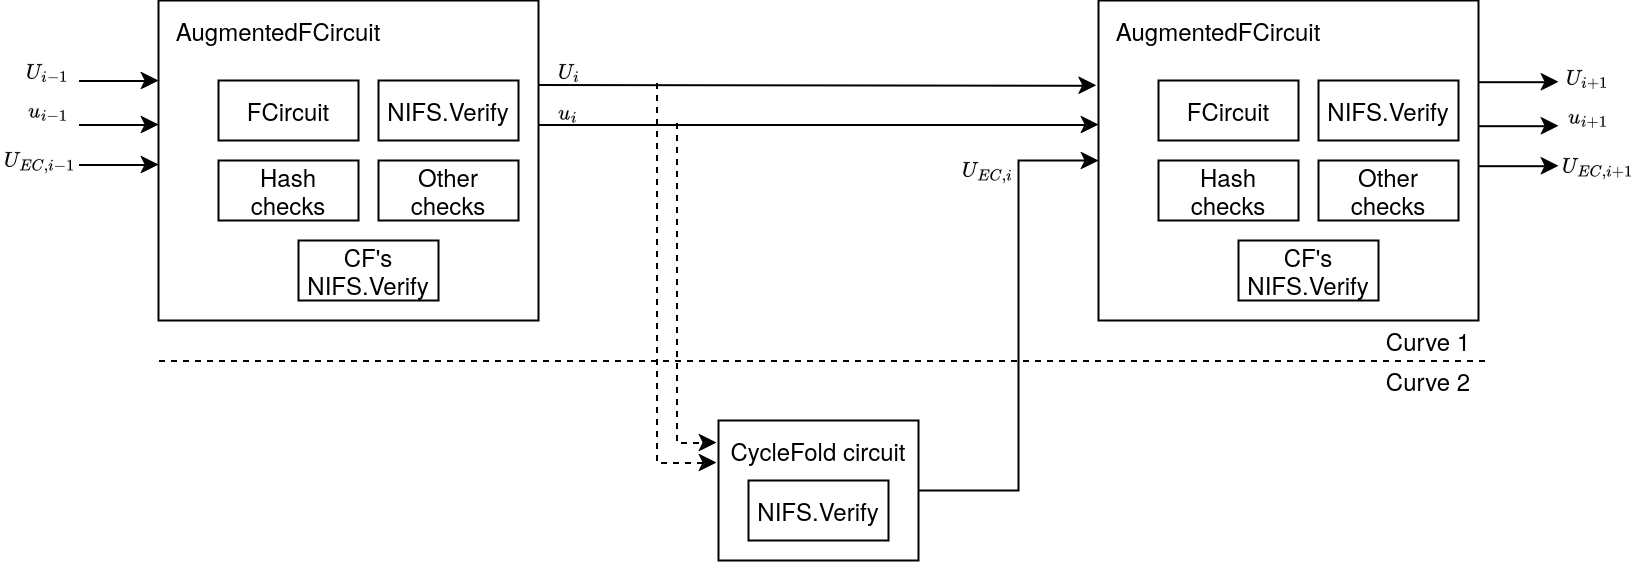 AugmentedFCircuit
U_{i-1}
u_{i-1}
U_{EC,i-1}
FCircuit
NIFS.Verify
Hash
checks
Other
checks
CF's
NIFS.Verify
U_i
u_i
U_{EC,i}
AugmentedFCircuit
FCircuit
NIFS.Verify
Hash
checks
Other
checks
CF's
NIFS.Verify
U_{i+1}
u_{i+1}
U_{EC,i+1}
Curve 1
Curve 2
CycleFold circuit
NIFS.Verify